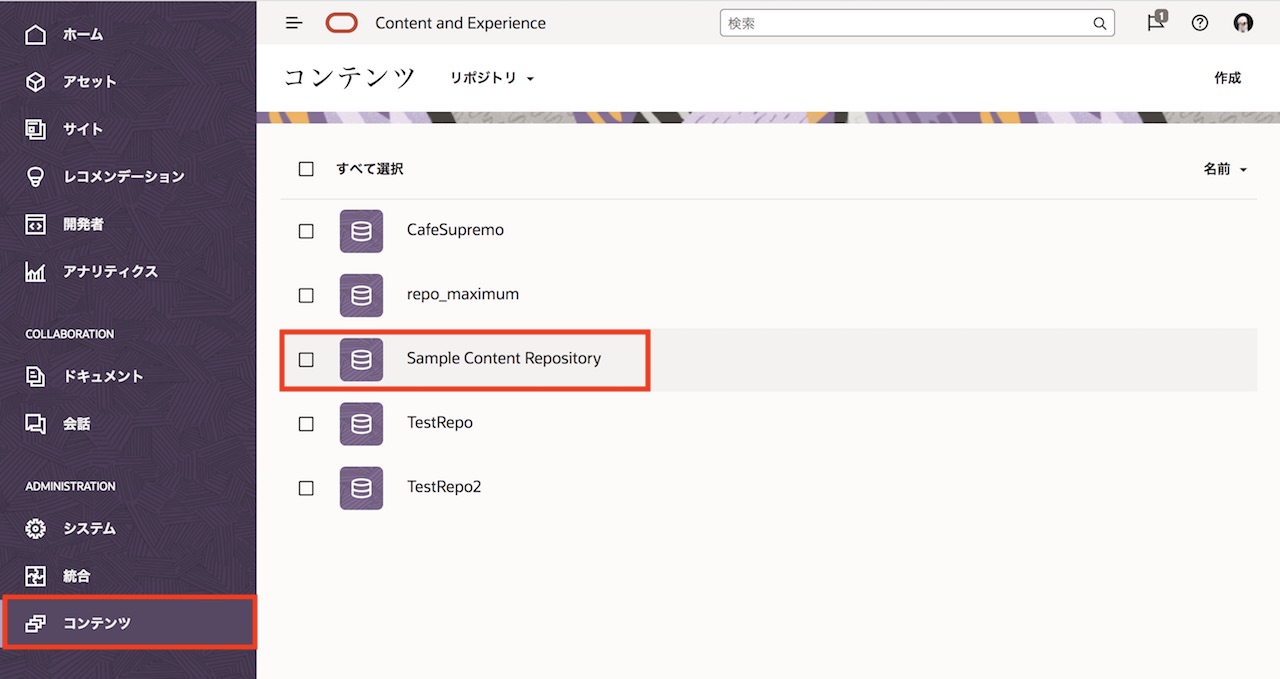 ホーム
アセット
サイト
レコメンデーション
開発者
アナリティクス
COLLABORATION
ドキュメント
会話
ADMINISTRATION
システム
統合
コンテンツ
Content and Experience
検索
1
コンテンツ
リポジトリ
作成
すべて選択
名前
CafeSupremo
repo_maximum
Sample Content Repository
TestRepo
TestRepo2